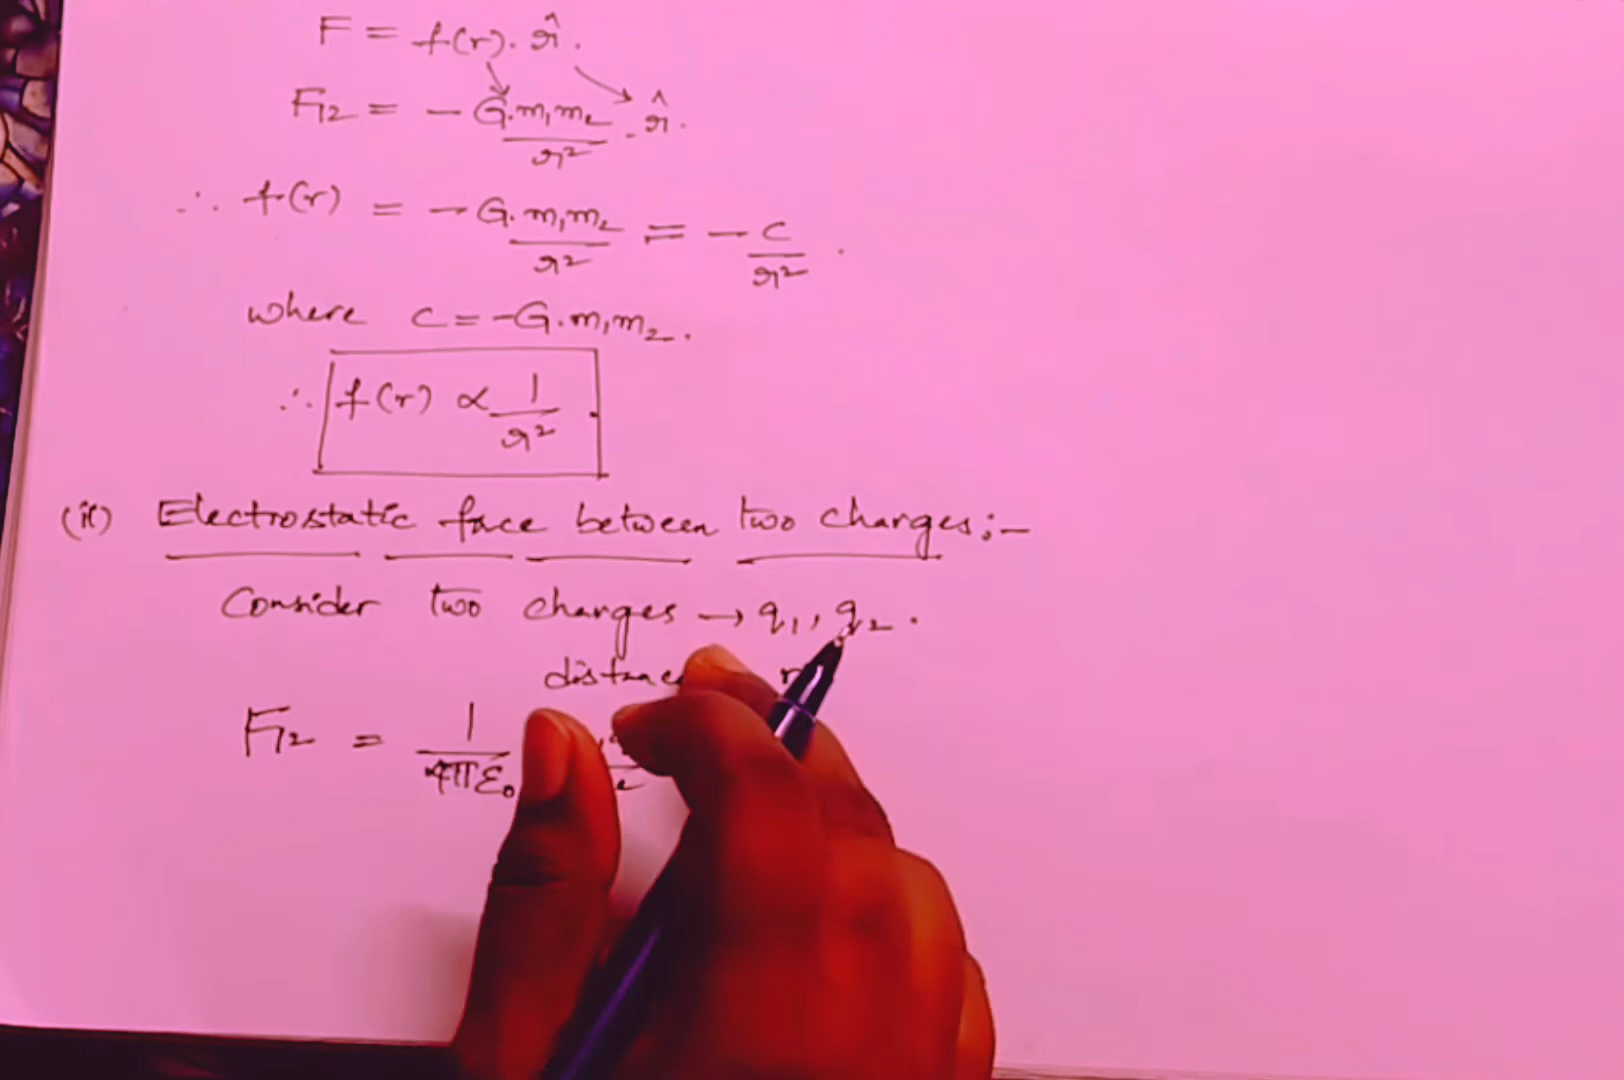 F = f(r). r̂.
F12 = - G.m1m2/r² . r̂.
∴ f(r) = - G.m1m2/r² = - c/r² .
where c = -G.m1m2.
∴ f(r) ∝ 1/r² .
(ii) Electrostatic force between two charges:-
Consider two charges → q1, q2.
distance r
F12 = 1/4πε0